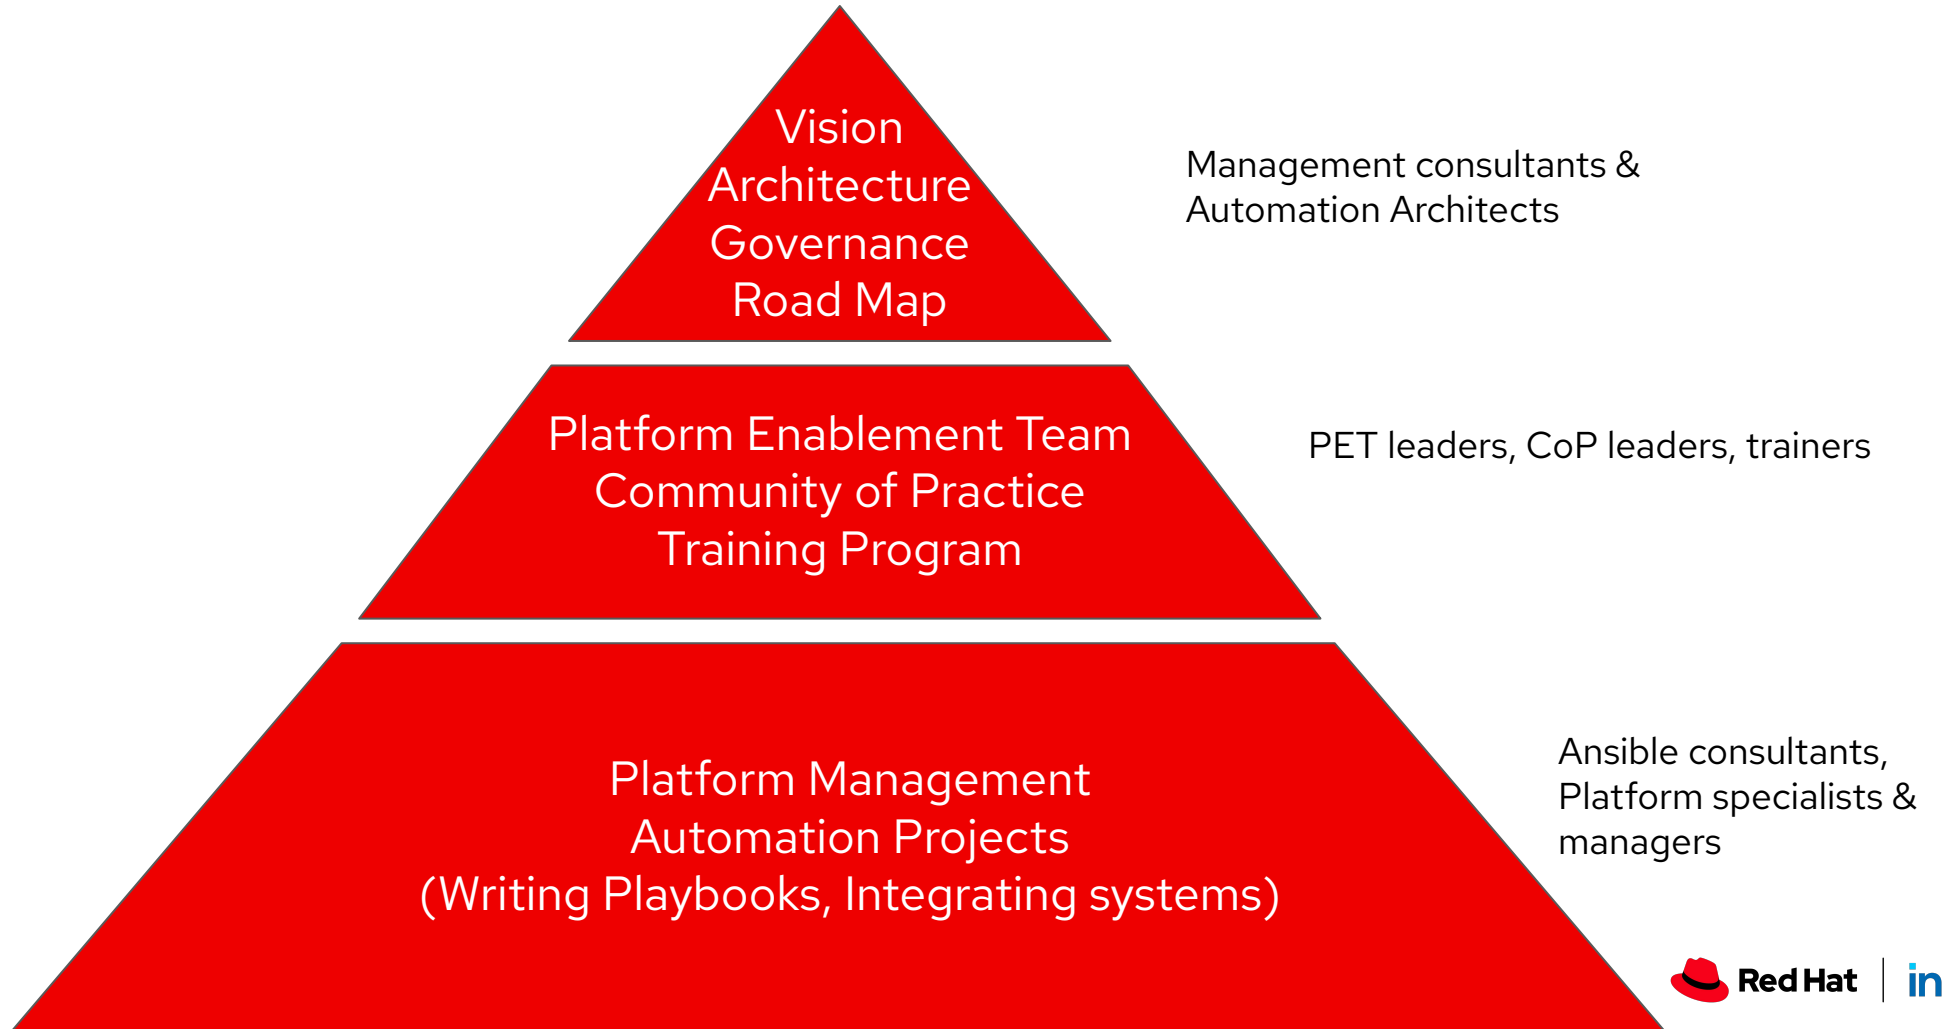 Vision
Architecture
Governance
Road Map
Management consultants &
Automation Architects
Platform Enablement Team
Community of Practice
Training Program
PET leaders, CoP leaders, trainers
Platform Management
Automation Projects
(Writing Playbooks, Integrating systems)
Ansible consultants,
Platform specialists &
managers
Red Hat
in